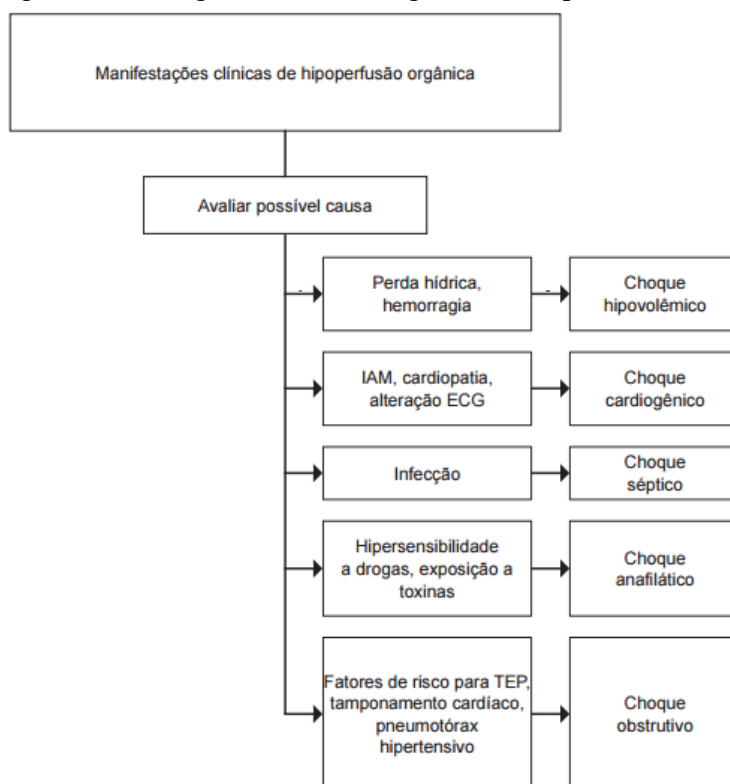 Manifestações clínicas de hipoperfusão orgânica
Avaliar possível causa
Perda hídrica,
hemorragia
Choque
hipovolêmico
IAM, cardiopatia,
alteração ECG
Choque
cardiogênico
Infecção
Choque
séptico
Hipersensibilidade
a drogas, exposição a
toxinas
Choque
anafilático
Fatores de risco para TEP,
tamponamento cardíaco,
pneumotórax
hipertensivo
Choque
obstrutivo